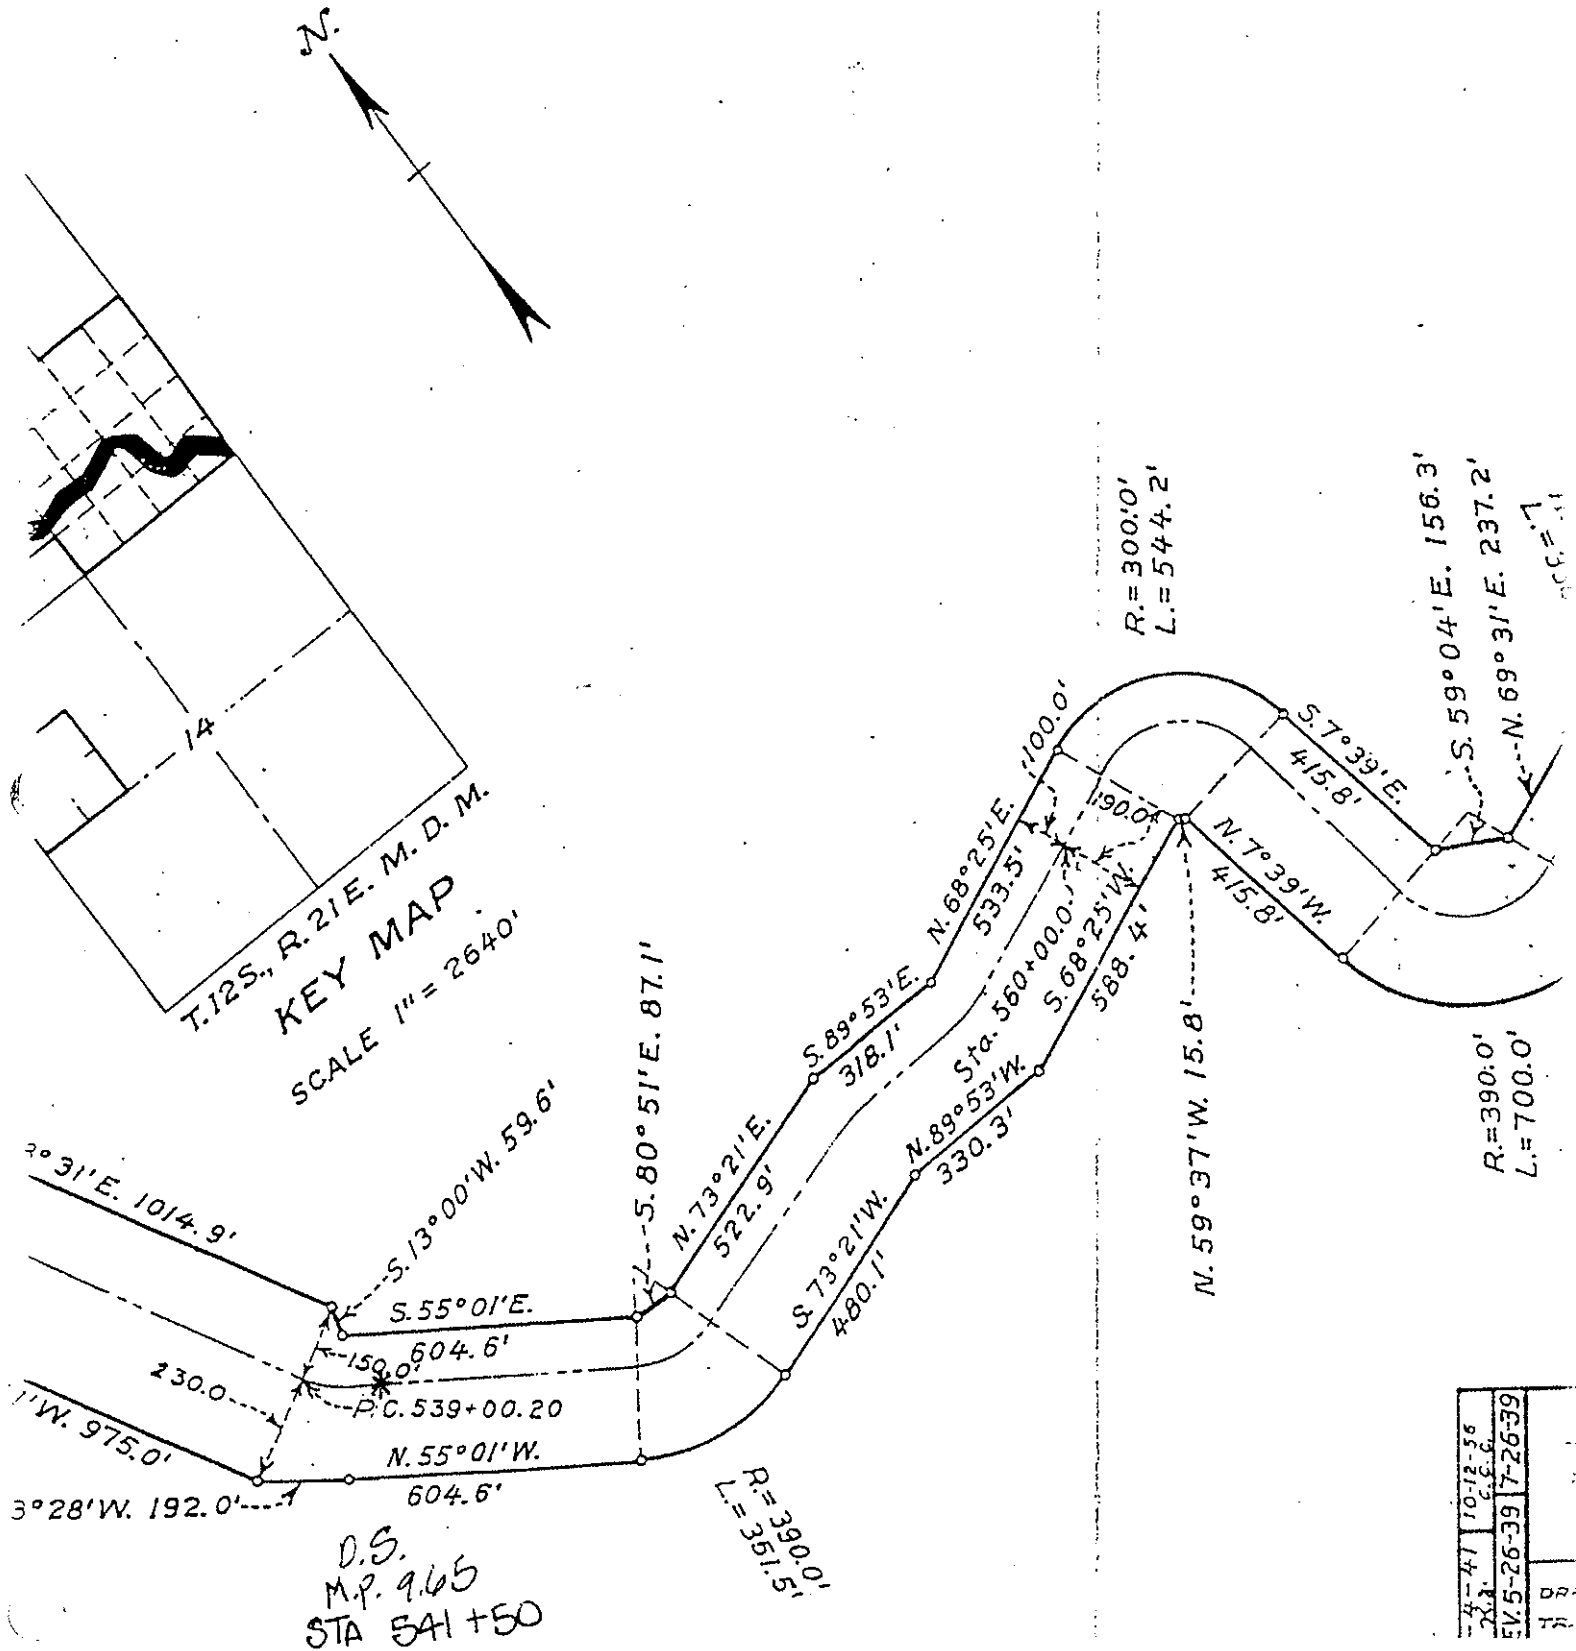 N.
14
T.12S., R.21E. M.D.M.
KEY MAP
SCALE 1" = 2640'
R.=300.0'
L.=544.2'
S.59°04'E. 156.3'
N.69°31'E. 237.2'
100.0'
S.7°39'E.
415.8'
190.0'
N.7°39'W.
415.8'
N.68°25'E.
533.5'
Sta. 560+00.0
S.68°25'W.
588.4'
S.89°53'E.
318.1'
N.89°53'W.
330.3'
N.59°37'W. 15.8'
R.=390.0'
L.=700.0'
S.80°51'E. 87.1'
N.73°21'E.
522.9'
S.73°21'W.
480.1'
31'E. 1014.9'
S.13°00'W. 59.6'
S.55°01'E.
604.6'
150.0'
230.0
P.C. 539+00.20
1'W. 975.0'
N.55°01'W.
604.6'
3°28'W. 192.0'
R.=390.0'
L.=351.5'
D.S.
M.P. 9.65
STA 541+50
4-41 10-12-56
C.C.C.
EV.5-26-39 7-26-39